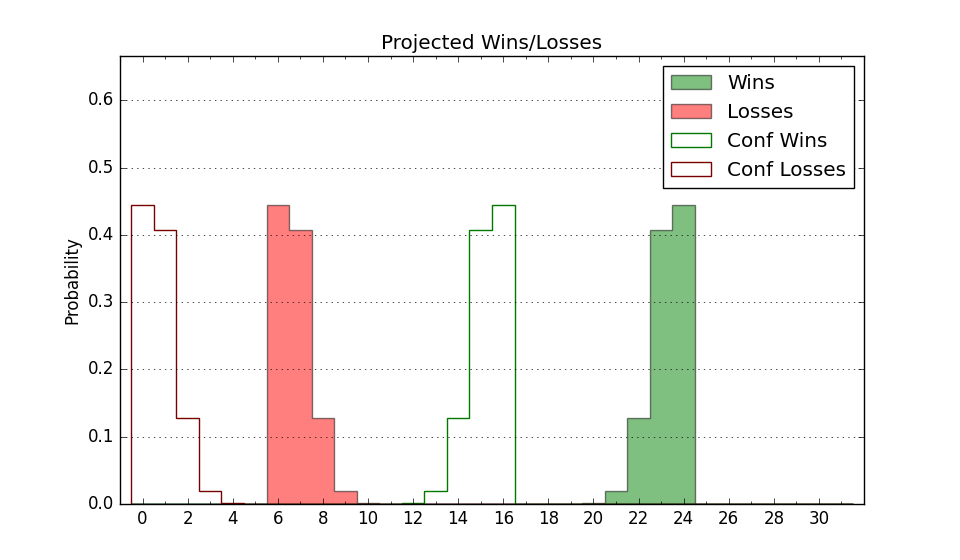 Projected Wins/Losses
Wins
Losses
Conf Wins
Conf Losses
Probability
0.6
0.5
0.4
0.3
0.2
0.1
0.0
0 2 4 6 8 10 12 14 16 18 20 22 24 26 28 30